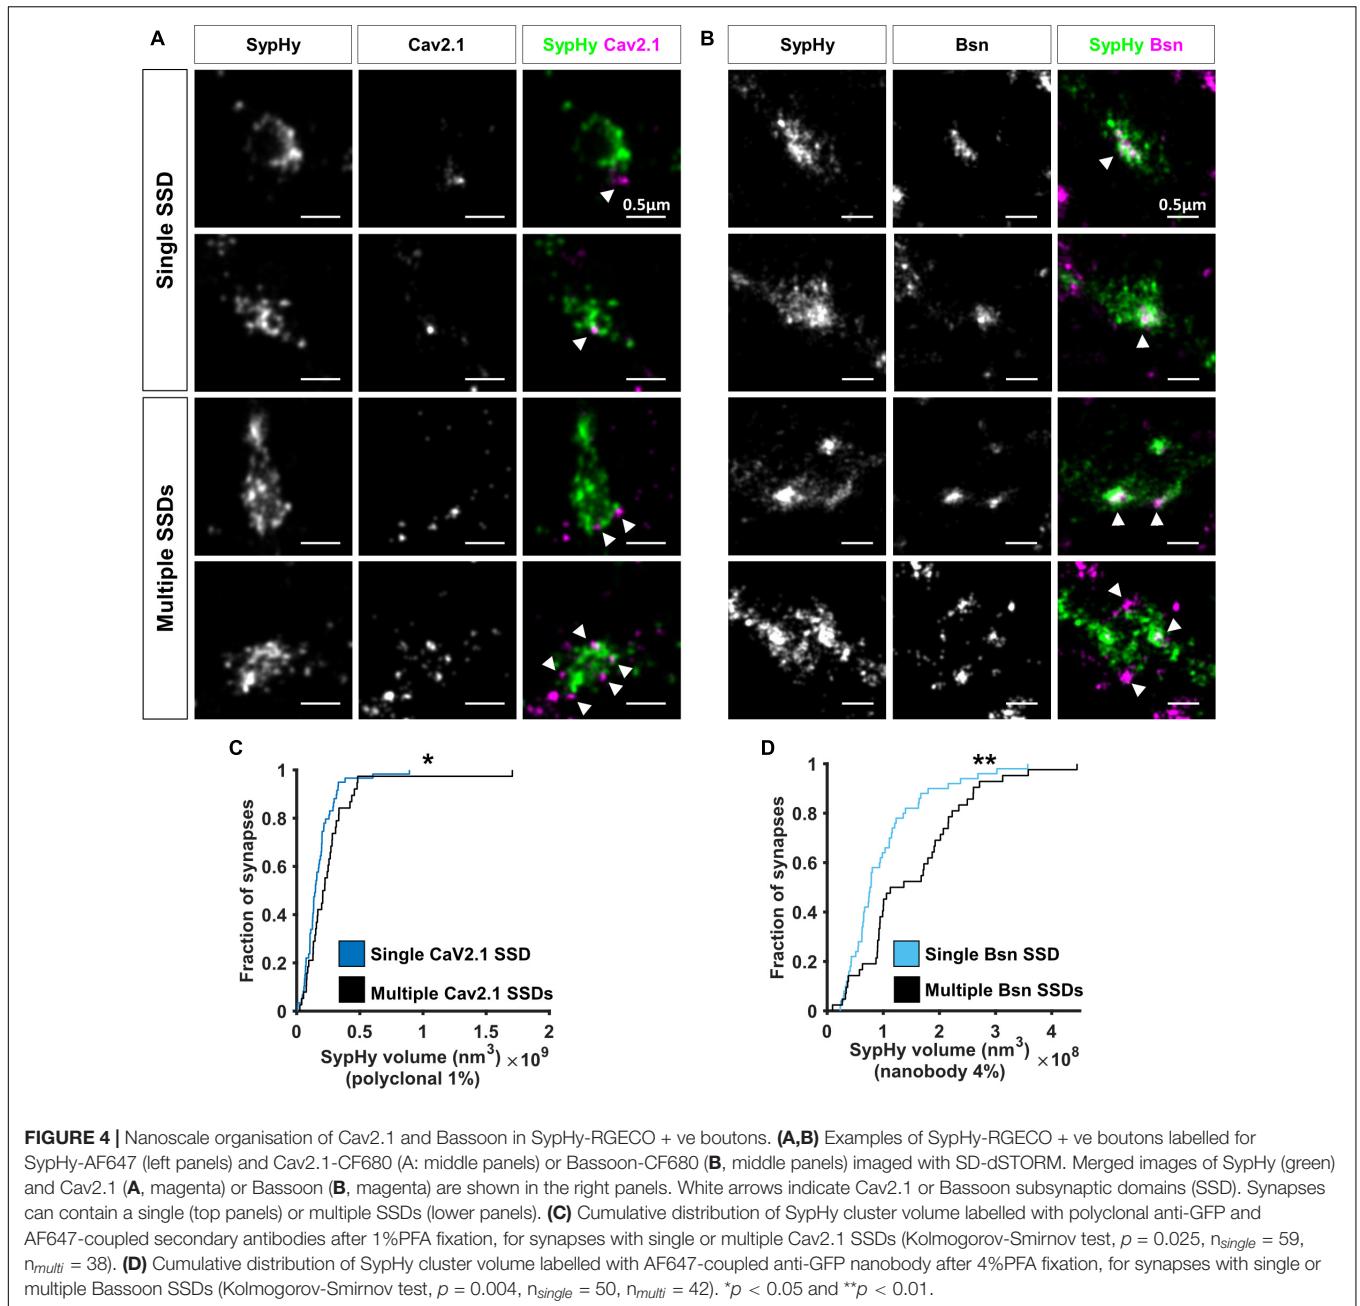 A
SypHy
Cav2.1
SypHy Cav2.1
B
SypHy
Bsn
SypHy Bsn
Single SSD
0.5µm
0.5µm
Multiple SSDs
C
*
1
0.8
0.6
0.4
0.2
0
Fraction of synapses
Single CaV2.1 SSD
Multiple Cav2.1 SSDs
0 0.5 1 1.5 2
SypHy volume (nm³) ×10⁹
(polyclonal 1%)
D
**
1
0.8
0.6
0.4
0.2
0
Fraction of synapses
Single Bsn SSD
Multiple Bsn SSDs
0 1 2 3 4
SypHy volume (nm³) ×10⁸
(nanobody 4%)
FIGURE 4 | Nanoscale organisation of Cav2.1 and Bassoon in SypHy-RGECO + ve boutons. (A,B) Examples of SypHy-RGECO + ve boutons labelled for
SypHy-AF647 (left panels) and Cav2.1-CF680 (A: middle panels) or Bassoon-CF680 (B, middle panels) imaged with SD-dSTORM. Merged images of SypHy (green)
and Cav2.1 (A, magenta) or Bassoon (B, magenta) are shown in the right panels. White arrows indicate Cav2.1 or Bassoon subsynaptic domains (SSD). Synapses
can contain a single (top panels) or multiple SSDs (lower panels). (C) Cumulative distribution of SypHy cluster volume labelled with polyclonal anti-GFP and
AF647-coupled secondary antibodies after 1%PFA fixation, for synapses with single or multiple Cav2.1 SSDs (Kolmogorov-Smirnov test, p = 0.025, nsingle = 59,
nmulti = 38). (D) Cumulative distribution of SypHy cluster volume labelled with AF647-coupled anti-GFP nanobody after 4%PFA fixation, for synapses with single or
multiple Bassoon SSDs (Kolmogorov-Smirnov test, p = 0.004, nsingle = 50, nmulti = 42). *p < 0.05 and **p < 0.01.